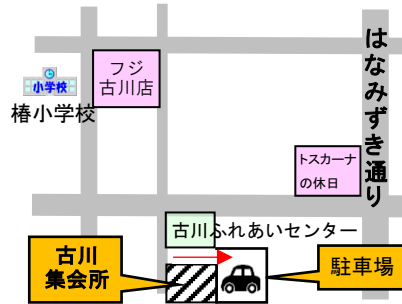 フジ
古川店
小学校
椿小学校
はなみずき通り
トスカーナ
の休日
古川ふれあいセンター
古川
集会所
駐車場